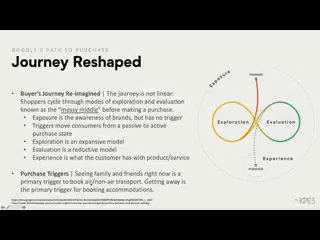 GOOGLE'S PATH TO PURCHASE
Journey Reshaped
• Buyer's Journey Re-imagined | The journey is not linear:
Shoppers cycle through modes of exploration and evaluation
known as the "messy middle" before making a purchase.
• Exposure is the awareness of brands, but has no trigger
• Triggers move consumers from a passive to active
purchase state
• Exploration is an expansive model
• Evaluation is a reductive model
• Experience is what the customer has with product/service
• Purchase Triggers | Seeing family and friends right now is a
primary trigger to book air/non-air transport. Getting away is
the primary trigger for booking accommodations.
Exposure
TRIGGER
Exploration
Evaluation
Experience